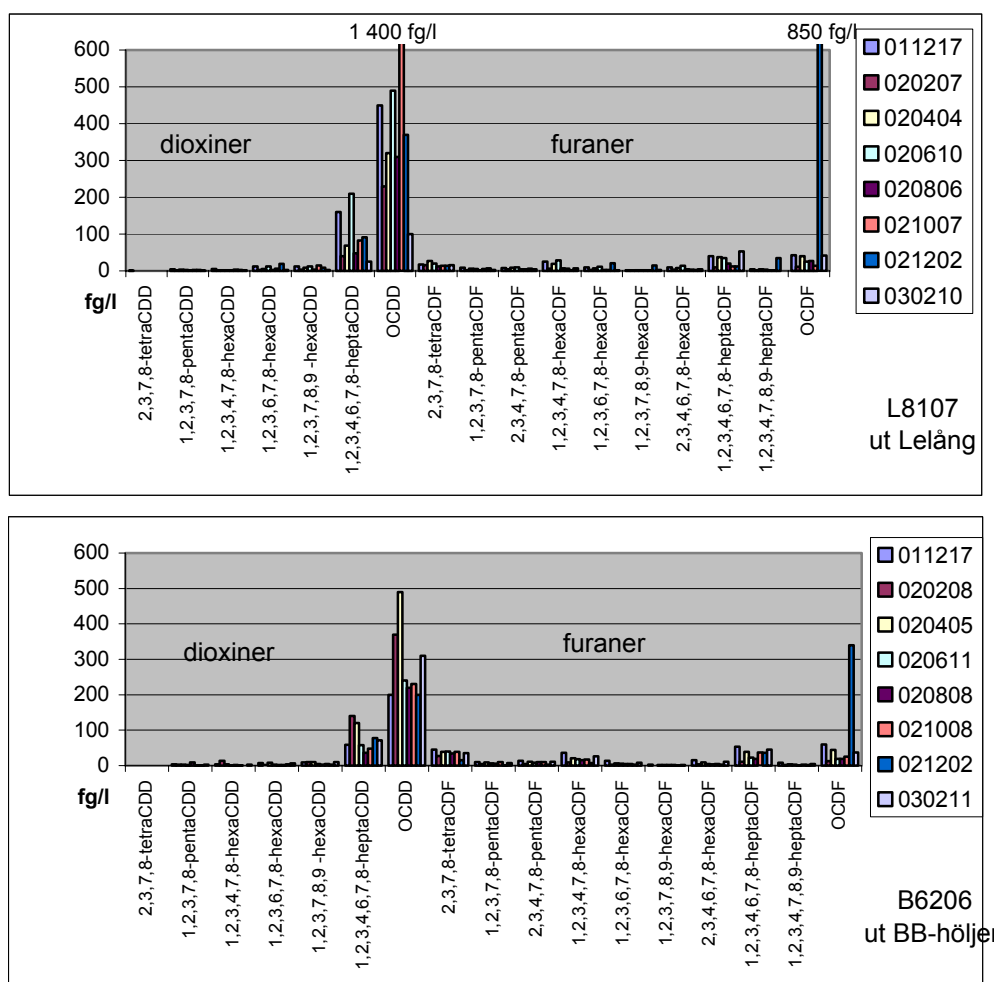 1 400 fg/l
850 fg/l
600
500
400
300
200
100
0
fg/l
dioxiner
furaner
2,3,7,8-tetraCDD
1,2,3,7,8-pentaCDD
1,2,3,4,7,8-hexaCDD
1,2,3,6,7,8-hexaCDD
1,2,3,7,8,9 -hexaCDD
1,2,3,4,6,7,8-heptaCDD
OCDD
2,3,7,8-tetraCDF
1,2,3,7,8-pentaCDF
2,3,4,7,8-pentaCDF
1,2,3,4,7,8-hexaCDF
1,2,3,6,7,8-hexaCDF
1,2,3,7,8,9-hexaCDF
2,3,4,6,7,8-hexaCDF
1,2,3,4,6,7,8-heptaCDF
1,2,3,4,7,8,9-heptaCDF
OCDF
011217
020207
020404
020610
020806
021007
021202
030210
L8107
ut Lelång
600
500
400
300
200
100
0
fg/l
dioxiner
furaner
2,3,7,8-tetraCDD
1,2,3,7,8-pentaCDD
1,2,3,4,7,8-hexaCDD
1,2,3,6,7,8-hexaCDD
1,2,3,7,8,9 -hexaCDD
1,2,3,4,6,7,8-heptaCDD
OCDD
2,3,7,8-tetraCDF
1,2,3,7,8-pentaCDF
2,3,4,7,8-pentaCDF
1,2,3,4,7,8-hexaCDF
1,2,3,6,7,8-hexaCDF
1,2,3,7,8,9-hexaCDF
2,3,4,6,7,8-hexaCDF
1,2,3,4,6,7,8-heptaCDF
1,2,3,4,7,8,9-heptaCDF
OCDF
011217
020208
020405
020611
020808
021008
021202
030211
B6206
ut BB-höljen